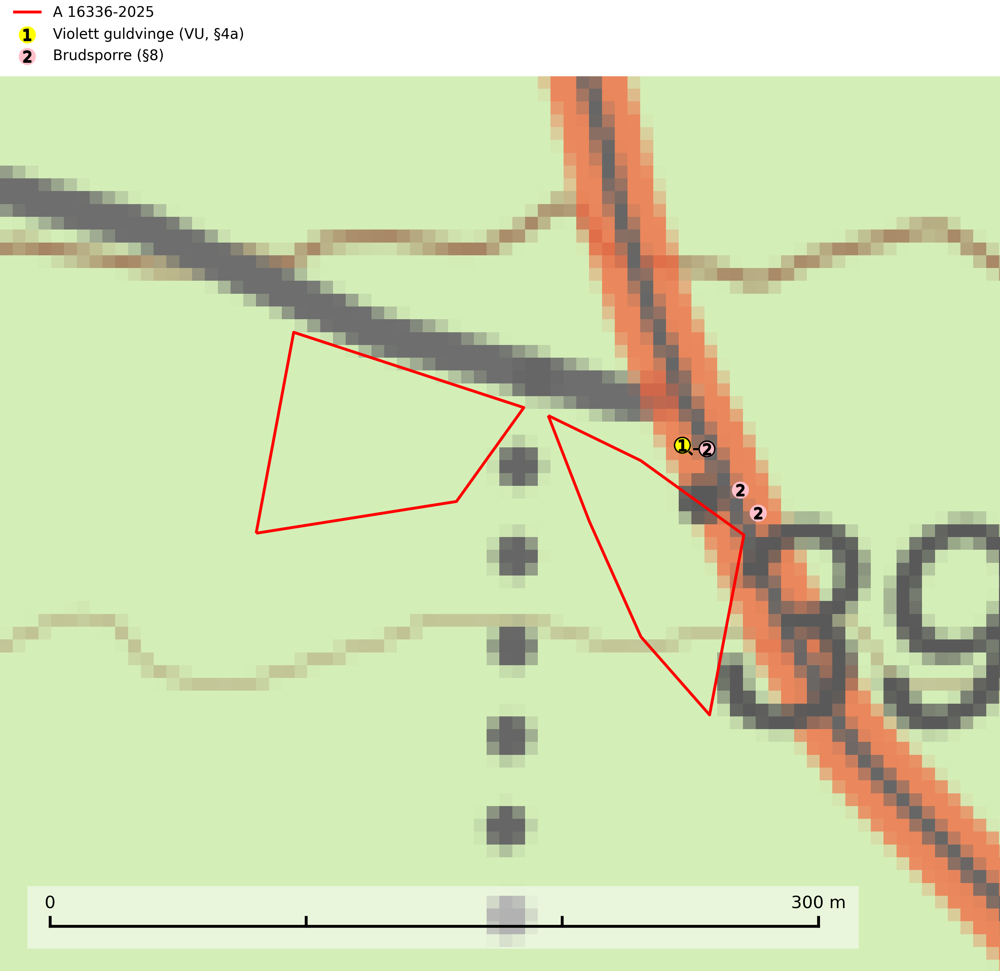 A 16336-2025
1 Violett guldvinge (VU, §4a)
2 Brudsporre (§8)
1 2
2
2
0 300 m